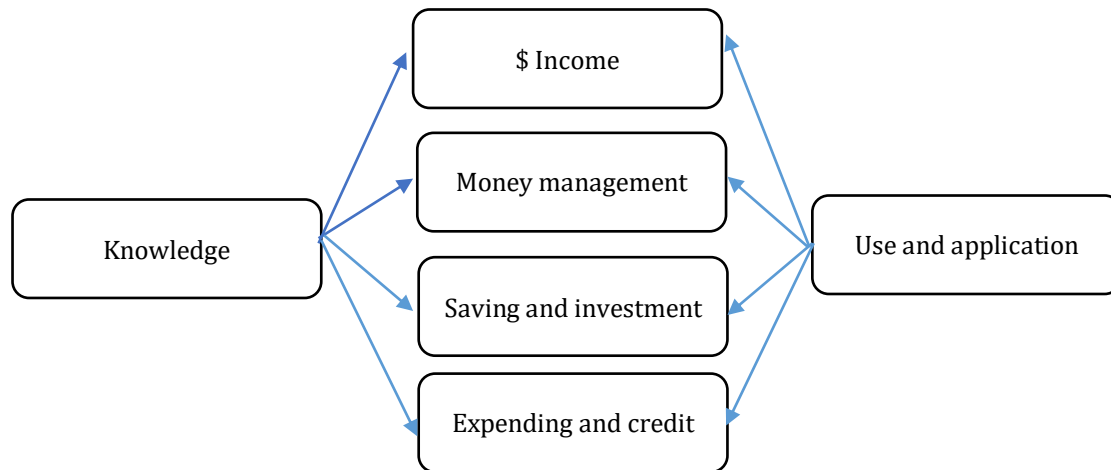 $ Income
Money management
Knowledge
Use and application
Saving and investment
Expending and credit